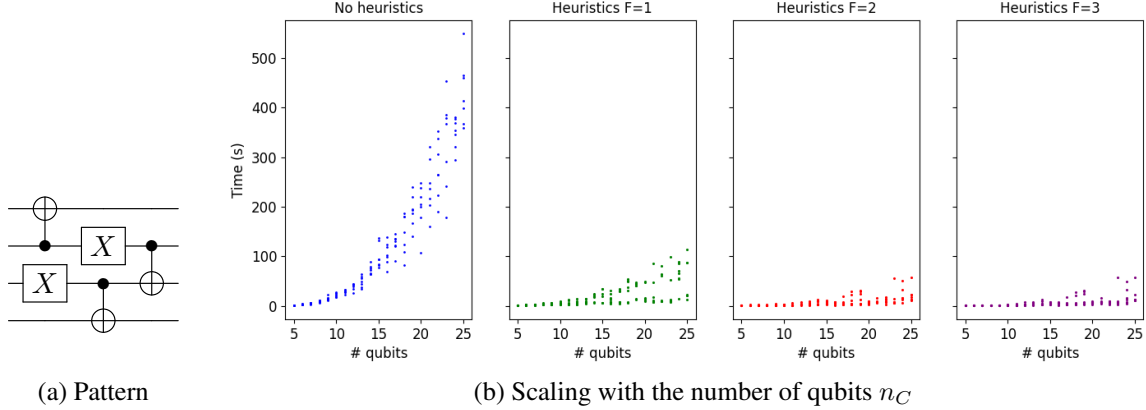 No heuristics
Heuristics F=1
Heuristics F=2
Heuristics F=3
500
400
300
200
100
0
Time (s)
5 10 15 20 25
5 10 15 20 25
5 10 15 20 25
5 10 15 20 25
# qubits
# qubits
# qubits
# qubits
X
X
(a) Pattern
(b) Scaling with the number of qubits n_C